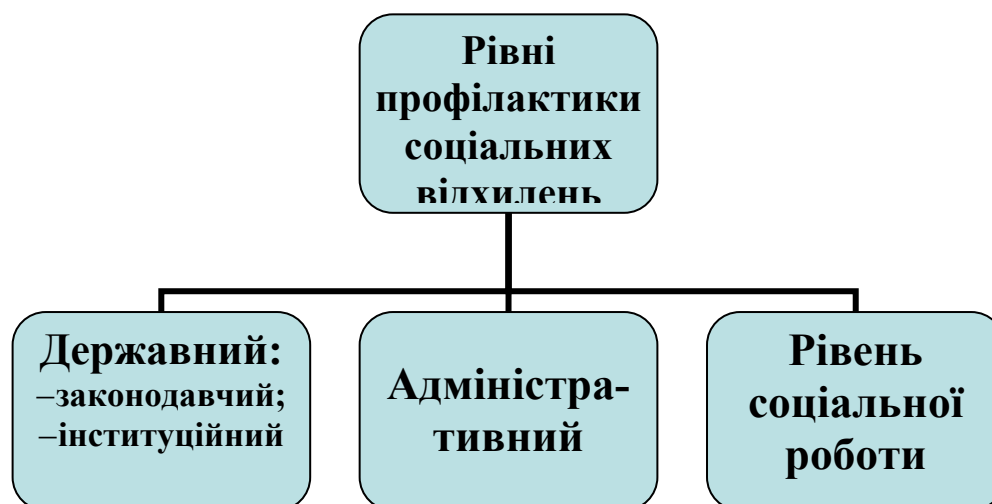 Рівні
профілактики
соціальних
відхилень
Державний:
–законодавчий;
–інституційний
Адміністра-
тивний
Рівень
соціальної
роботи